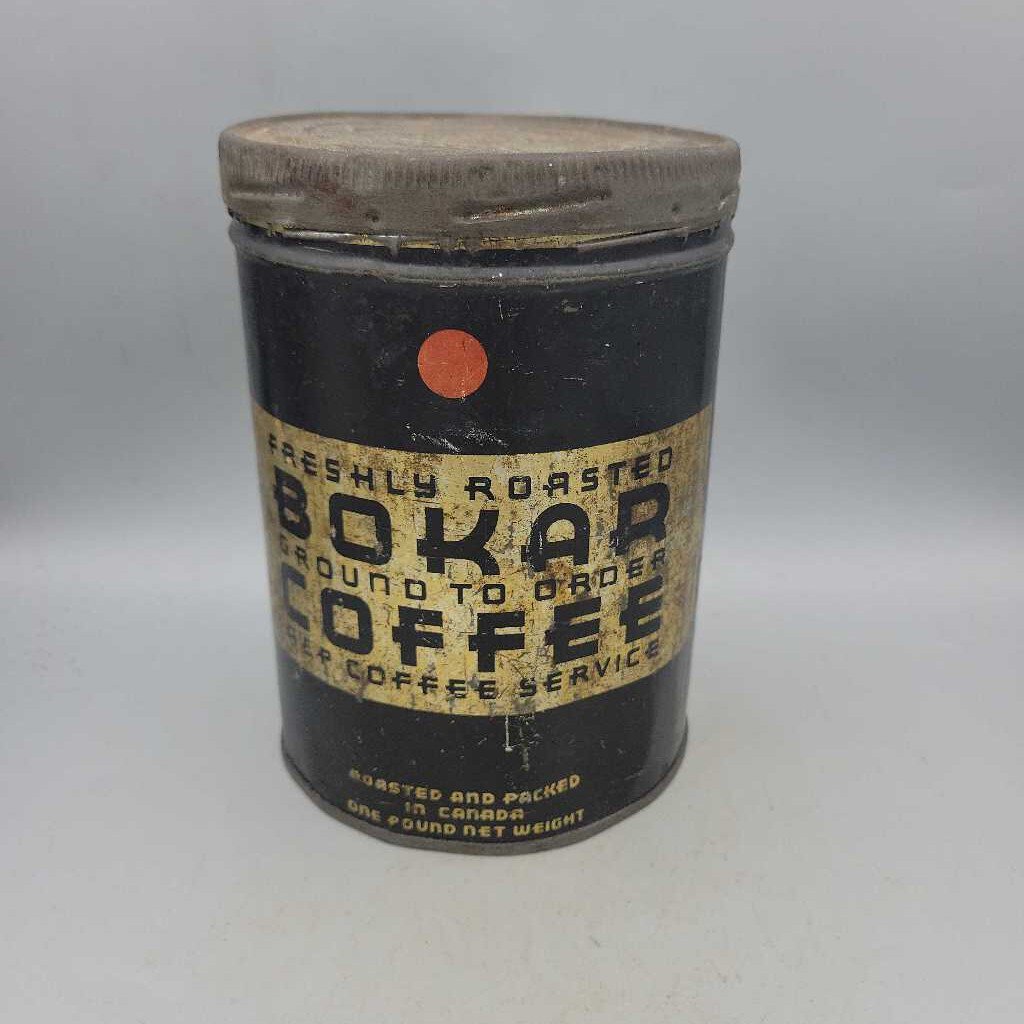 FRESHLY ROASTED
BOKAR
GROUND TO ORDER
COFFEE
COFFEE SERVICE
ROASTED AND PACKED
IN CANADA
ONE POUND NET WEIGHT